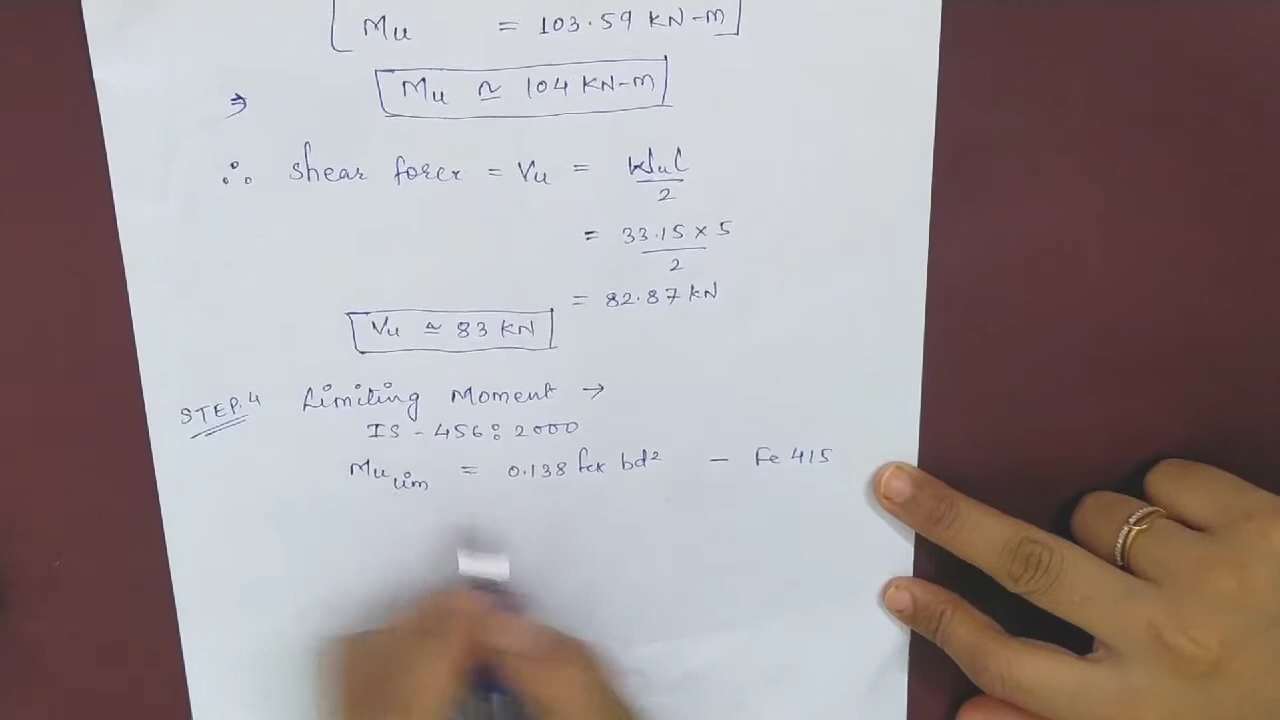 Mu = 103.59 KN-m
⇒ Mu ≃ 104 KN-m
∴ shear force = Vu = Wul/2
= 33.15 × 5/2
= 82.87 KN
Vu ≃ 83 KN
STEP.4 Limiting Moment →
IS - 456: 2000
Mu lim = 0.138 fck bd² - Fe 415